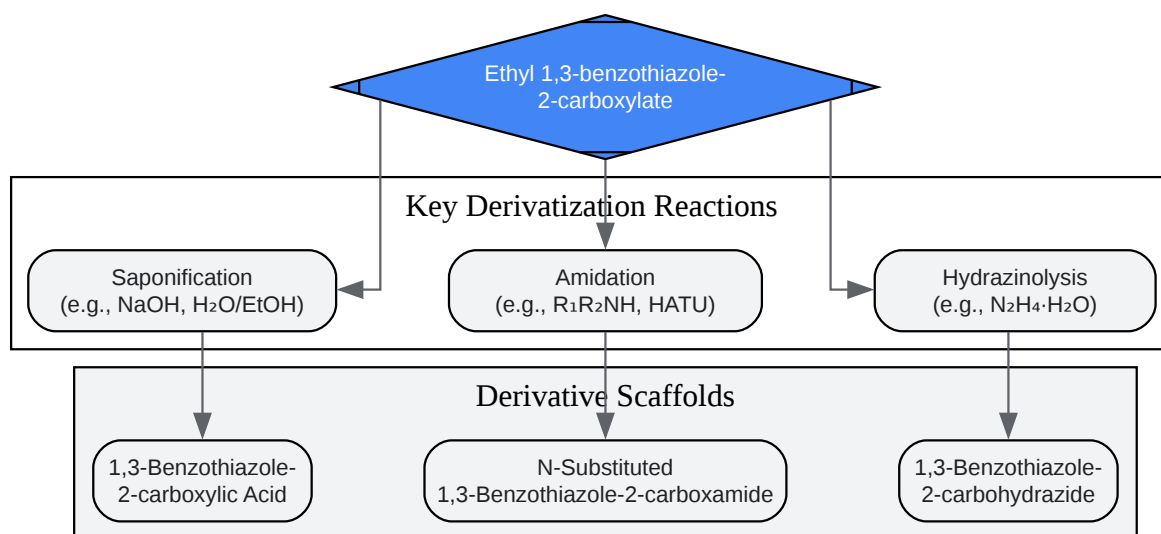 Ethyl 1,3-benzothiazole-
2-carboxylate
Key Derivatization Reactions
Saponification
(e.g., NaOH, H₂O/EtOH)
Amidation
(e.g., R₁R₂NH, HATU)
Hydrazinolysis
(e.g., N₂H₄·H₂O)
Derivative Scaffolds
1,3-Benzothiazole-
2-carboxylic Acid
N-Substituted
1,3-Benzothiazole-2-carboxamide
1,3-Benzothiazole-
2-carbohydrazide